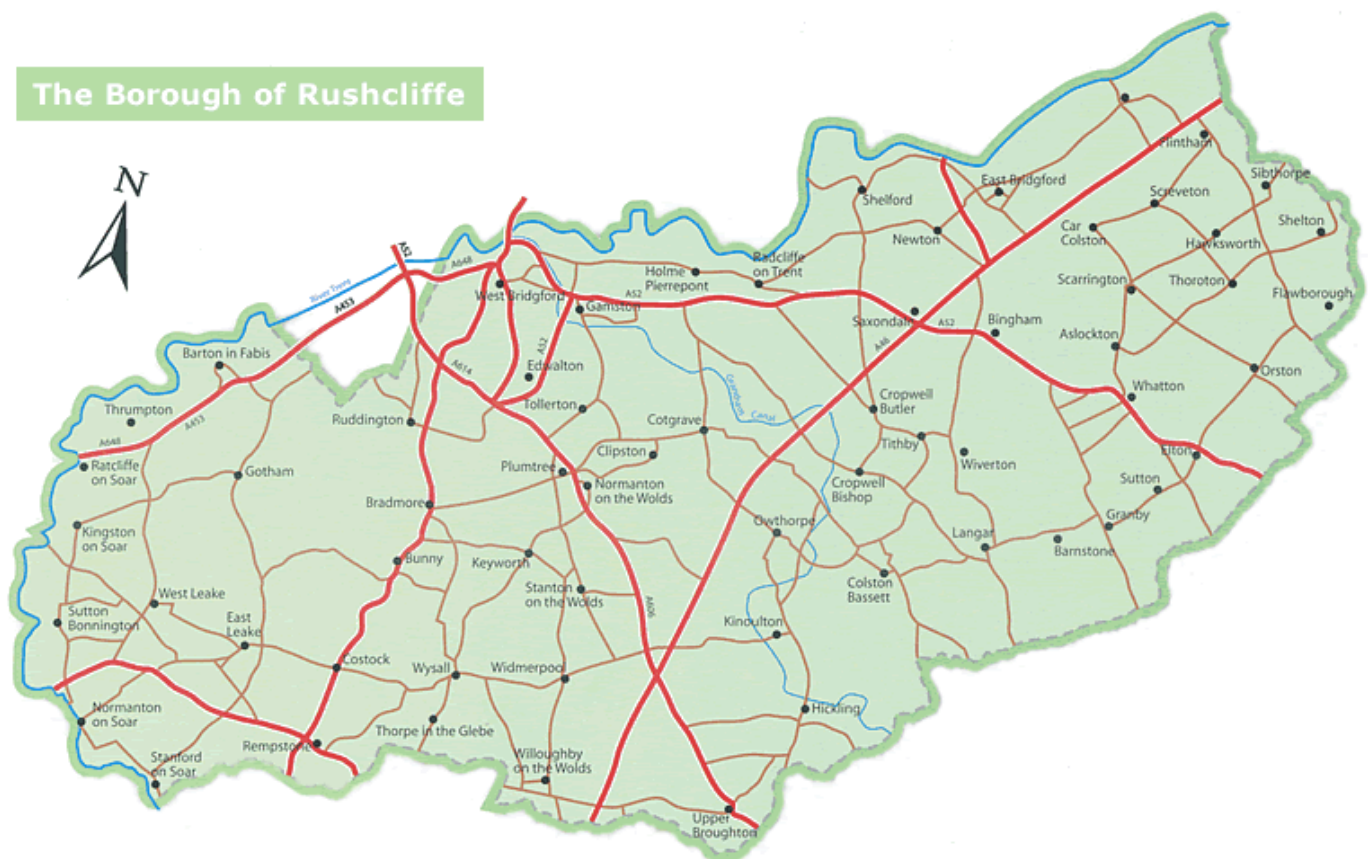 The Borough of Rushcliffe
N
Flintham
Sibthorpe
Screveton
East Bridgford
Shelford
Shelton
Car
Colston
Newton
Hawksworth
A52
A648
River Trent
A453
Radcliffe
on Trent
Holme
Pierrepont
Scarrington
Thoroton
Flawborough
West Bridgford
A52
Gamston
Saxondale
A52
Bingham
Aslockton
A46
Barton in Fabis
A52
A614
Edwalton
Orston
Whatton
Grantham
Canal
Cropwell
Butler
Thrumpton
Tollerton
Ruddington
Cotgrave
A453
A648
Tithby
Clipston
Elton
Ratcliffe
on Soar
Gotham
Plumtree
Wiverton
Cropwell
Bishop
Sutton
Normanton
on the Wolds
Bradmore
Granby
Owthorpe
Kingston
on Soar
Langar
Barnstone
Bunny
Keyworth
Colston
Bassett
Stanton
on the Wolds
West Leake
A606
Sutton
Bonnington
East
Leake
Kinoulton
Costock
Wysall
Widmerpool
Normanton
on Soar
Hickling
Thorpe in the Glebe
Rempstone
Willoughby
on the Wolds
Stanford
on Soar
Upper
Broughton